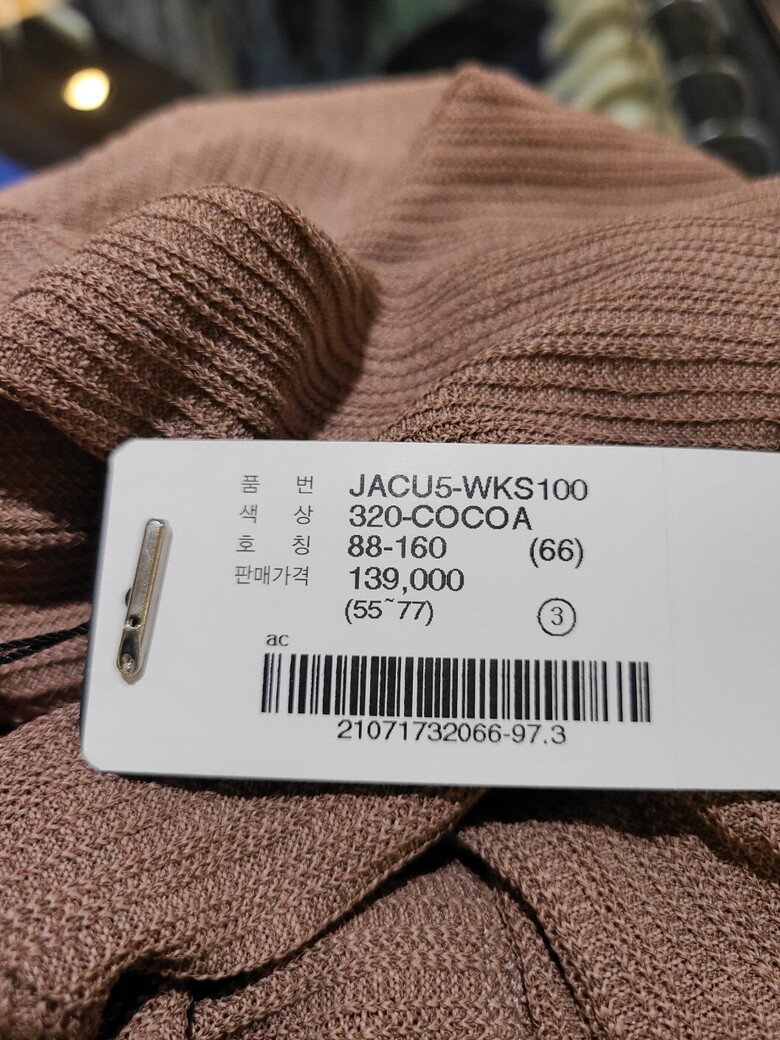 품 번 JACU5-WKS100
색 상 320-COCOA
호 칭 88-160 (66)
판매가격 139,000
(55~77) ③
ac
21071732066-97.3